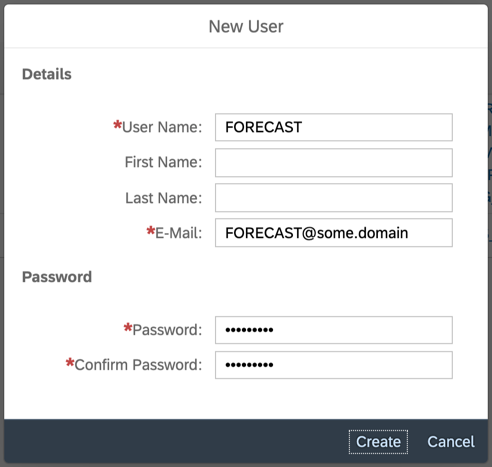 New User
Details
*User Name: FORECAST
First Name:
Last Name:
*E-Mail: FORECAST@some.domain
Password
*Password: •••••••••
*Confirm Password: •••••••••
Create Cancel